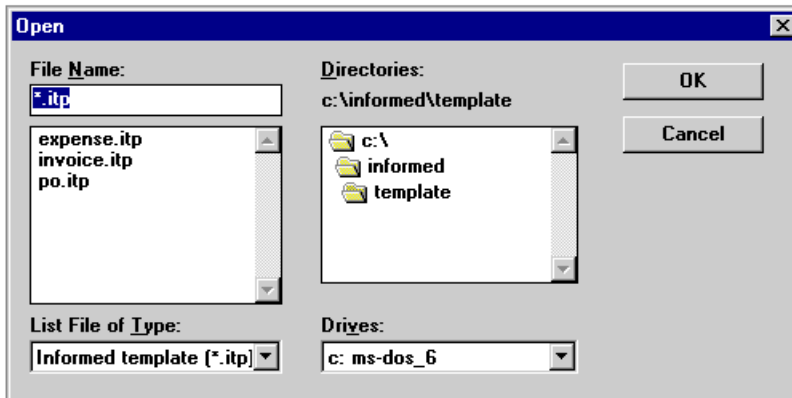 Open
File Name:
*.itp
expense.itp
invoice.itp
po.itp
List File of Type:
Informed template (*.itp)
Directories:
c:\informed\template
c:\
informed
template
Drives:
c: ms-dos_6
OK
Cancel